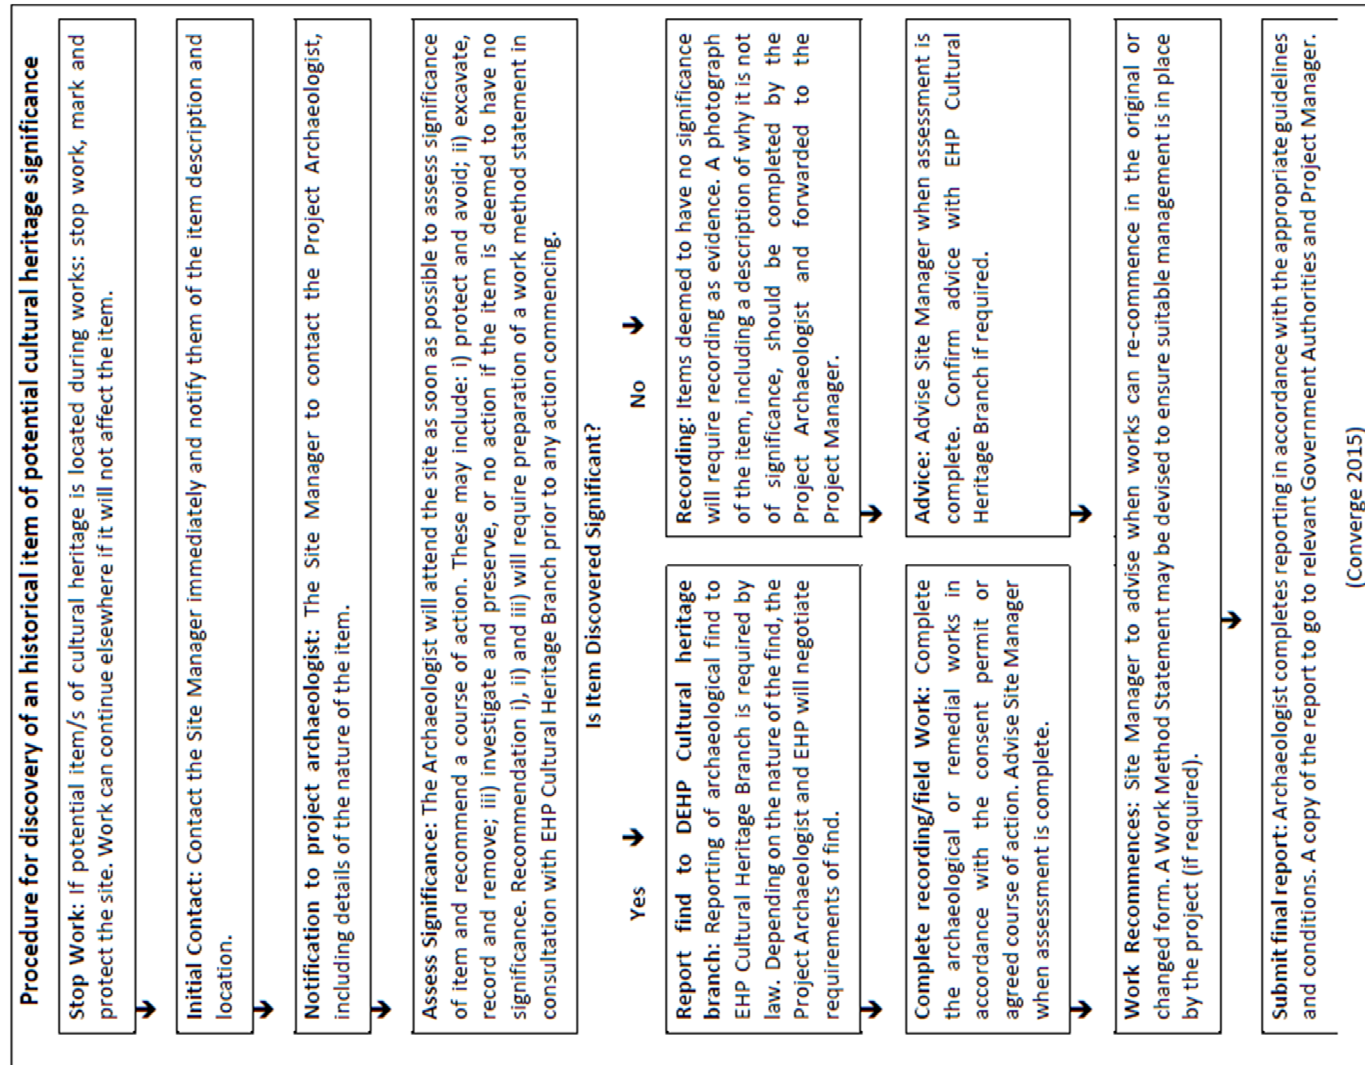 Procedure for discovery of an historical item of potential cultural heritage significance
Stop Work: If potential item/s of cultural heritage is located during works: stop work, mark and
protect the site. Work can continue elsewhere if it will not affect the item.
Initial Contact: Contact the Site Manager immediately and notify them of the item description and
location.
Notification to project archaeologist: The Site Manager to contact the Project Archaeologist,
including details of the nature of the item.
Assess Significance: The Archaeologist will attend the site as soon as possible to assess significance
of item and recommend a course of action. These may include: i) protect and avoid; ii) excavate,
record and remove; iii) investigate and preserve, or no action if the item is deemed to have no
significance. Recommendation i), ii) and iii) will require preparation of a work method statement in
consultation with EHP Cultural Heritage Branch prior to any action commencing.
Is Item Discovered Significant?
Yes
No
Report find to DEHP Cultural heritage
branch: Reporting of archaeological find to
EHP Cultural Heritage Branch is required by
law. Depending on the nature of the find, the
Project Archaeologist and EHP will negotiate
requirements of find.
Recording: Items deemed to have no significance
will require recording as evidence. A photograph
of the item, including a description of why it is not
of significance, should be completed by the
Project Archaeologist and forwarded to the
Project Manager.
Complete recording/field Work: Complete
the archaeological or remedial works in
accordance with the consent permit or
agreed course of action. Advise Site Manager
when assessment is complete.
Advice: Advise Site Manager when assessment is
complete. Confirm advice with EHP Cultural
Heritage Branch if required.
Work Recommences: Site Manager to advise when works can re-commence in the original or
changed form. A Work Method Statement may be devised to ensure suitable management is in place
by the project (if required).
Submit final report: Archaeologist completes reporting in accordance with the appropriate guidelines
and conditions. A copy of the report to go to relevant Government Authorities and Project Manager.
(Converge 2015)